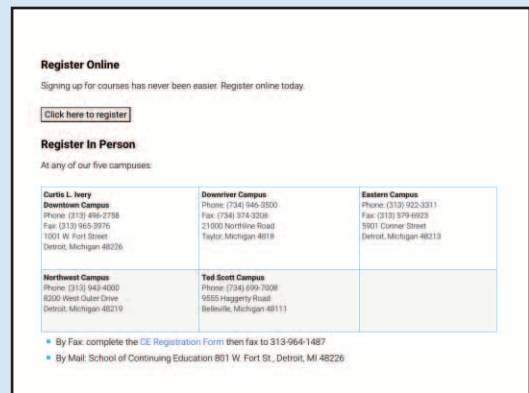 Register Online
Signing up for courses has never been easier. Register online today.
Click here to register
Register In Person
At any of our five campuses:
Curtis L. Ivery
Downtown Campus
Phone: (313) 496-2758
Fax: (313) 965-3976
1001 W. Fort Street
Detroit, Michigan 48226
Downriver Campus
Phone: (734) 946-3500
Fax: (734) 374-3206
21000 Northline Road
Taylor, Michigan 4818
Eastern Campus
Phone: (313) 922-3311
Fax: (313) 579-6923
5901 Conner Street
Detroit, Michigan 48213
Northwest Campus
Phone: (313) 943-4000
8200 West Outer Drive
Detroit, Michigan 48219
Ted Scott Campus
Phone: (734) 699-7008
9555 Haggerty Road
Belleville, Michigan 48111
By Fax: complete the CE Registration Form then fax to 313-964-1487
By Mail: School of Continuing Education 801 W. Fort St., Detroit, MI 48226